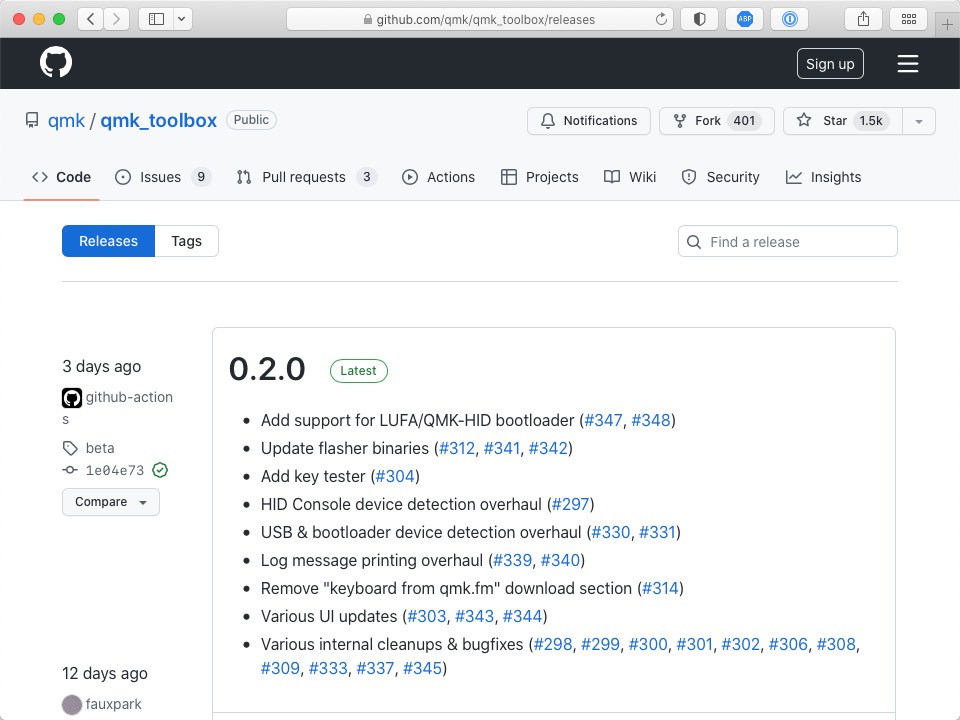 github.com/qmk/qmk_toolbox/releases
ABP
Sign up
qmk / qmk_toolbox Public
Notifications Fork 401 Star 1.5k
Code Issues 9 Pull requests 3 Actions Projects Wiki Security Insights
Releases Tags Find a release
3 days ago
github-action
s
beta
1e04e73
Compare
0.2.0 Latest
• Add support for LUFA/QMK-HID bootloader (#347, #348)
• Update flasher binaries (#312, #341, #342)
• Add key tester (#304)
• HID Console device detection overhaul (#297)
• USB & bootloader device detection overhaul (#330, #331)
• Log message printing overhaul (#339, #340)
• Remove "keyboard from qmk.fm" download section (#314)
• Various UI updates (#303, #343, #344)
• Various internal cleanups & bugfixes (#298, #299, #300, #301, #302, #306, #308,
#309, #333, #337, #345)
12 days ago
fauxpark